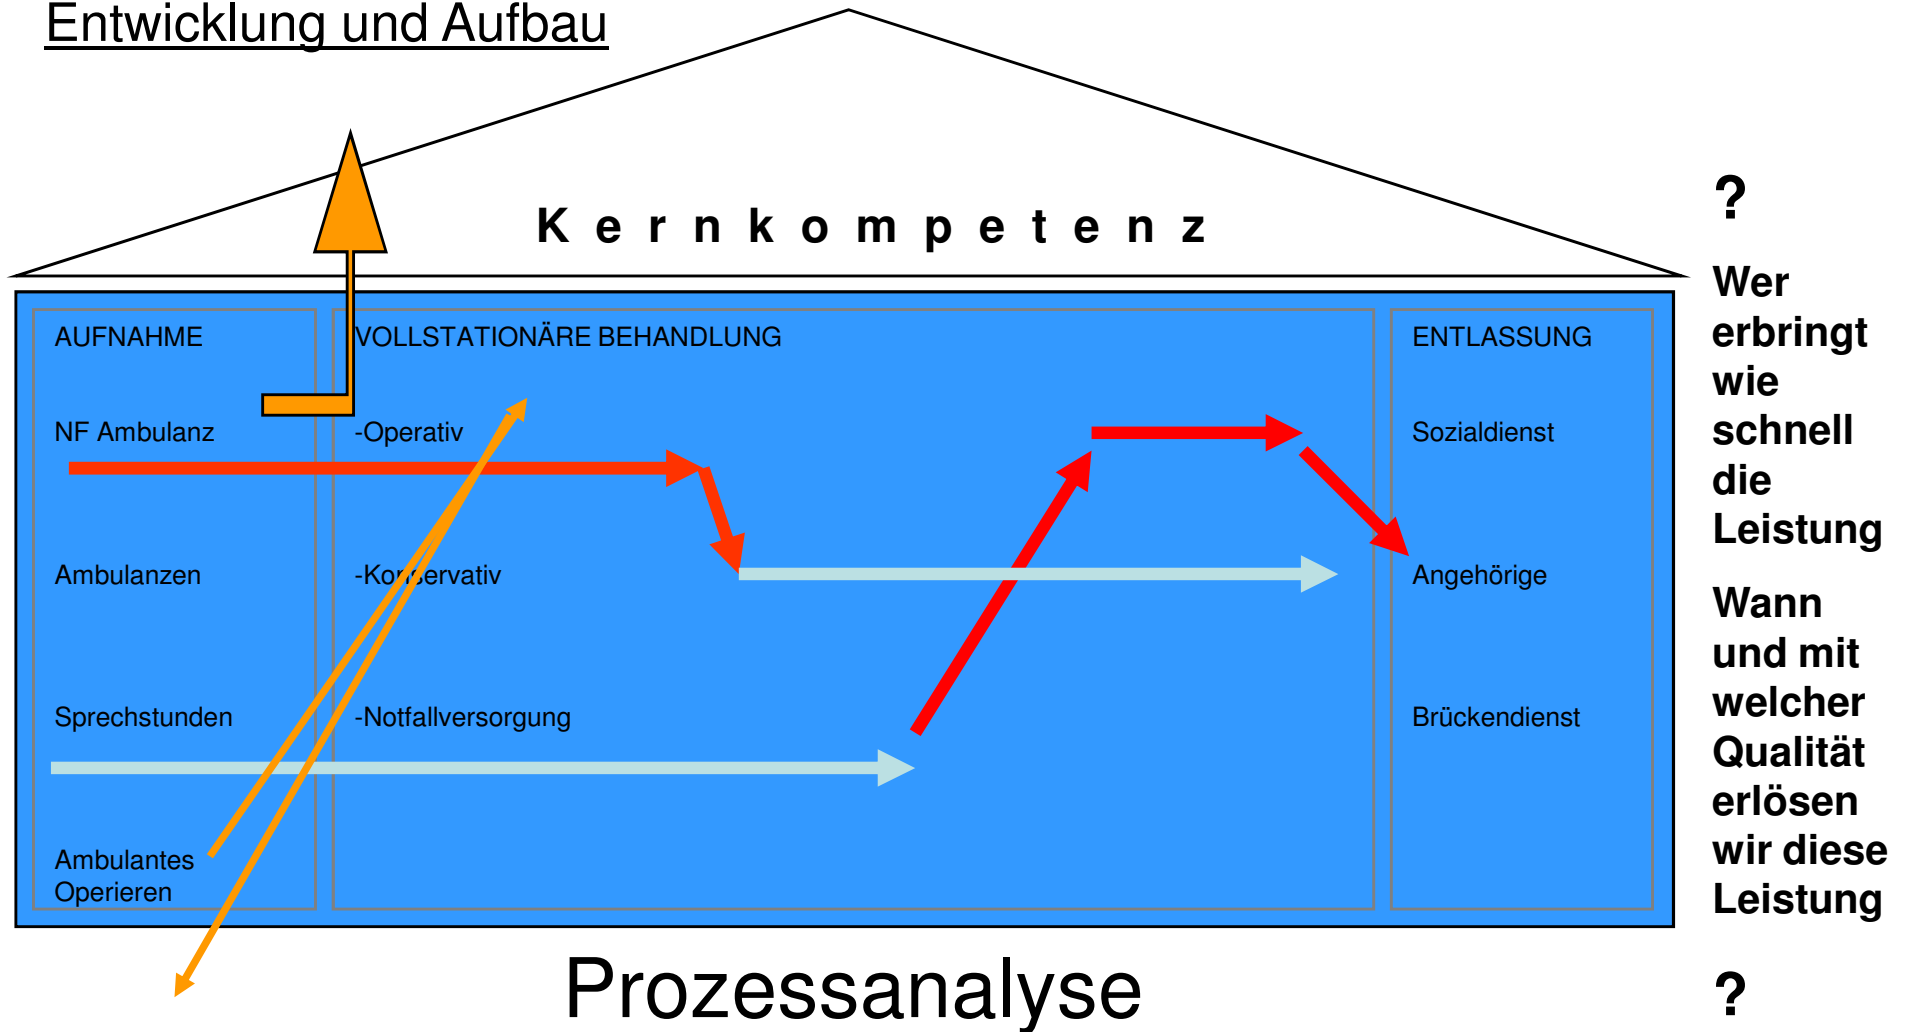 Entwicklung und Aufbau
K e r n k o m p e t e n z
AUFNAHME
NF Ambulanz
Ambulanzen
Sprechstunden
Ambulantes
Operieren
VOLLSTATIONÄRE BEHANDLUNG
-Operativ
-Konservativ
-Notfallversorgung
ENTLASSUNG
Sozialdienst
Angehörige
Brückendienst
?
Wer
erbringt
wie
schnell
die
Leistung
Wann
und mit
welcher
Qualität
erlösen
wir diese
Leistung
?
Prozessanalyse